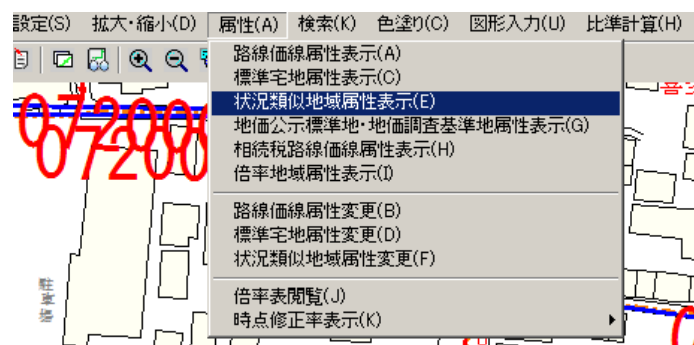 設定(S) 拡大・縮小(D) 属性(A) 検索(K) 色塗り(C) 図形入力(U) 比準計算(H)
路線価線属性表示(A)
標準宅地属性表示(C)
状況類似地域属性表示(E)
地価公示標準地・地価調査基準地属性表示(G)
相続税路線価線属性表示(H)
倍率地域属性表示(I)
路線価線属性変更(B)
標準宅地属性変更(D)
状況類似地域属性変更(F)
倍率表閲覧(J)
時点修正率表示(K)
駐車場